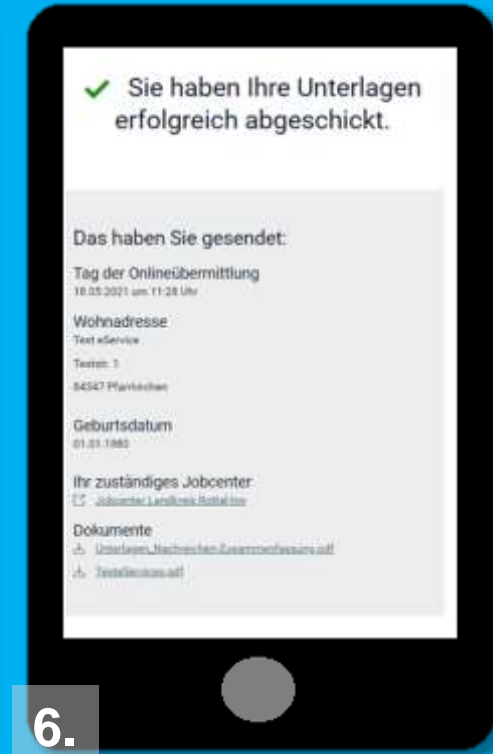 Sie haben Ihre Unterlagen
erfolgreich abgeschickt.
Das haben Sie gesendet:
Tag der Onlineübermittlung
18.05.2021 um 11:28 Uhr
Wohnadresse
Test eService
Teststr. 1
84347 Pfarrkirchen
Geburtsdatum
01.01.1980
Ihr zuständiges Jobcenter
Jobcenter Landkreis Rottal-Inn
Dokumente
Unterlagen_Nachreichen-Zusammenfassung.pdf
TesteServices.pdf
6.